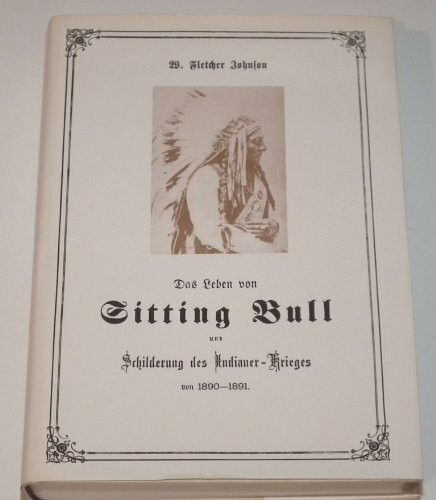 W. Fletcher Johnson
Das Leben von
Sitting Bull
und
Schilderung des Indianer-Krieges
von 1890—1891.